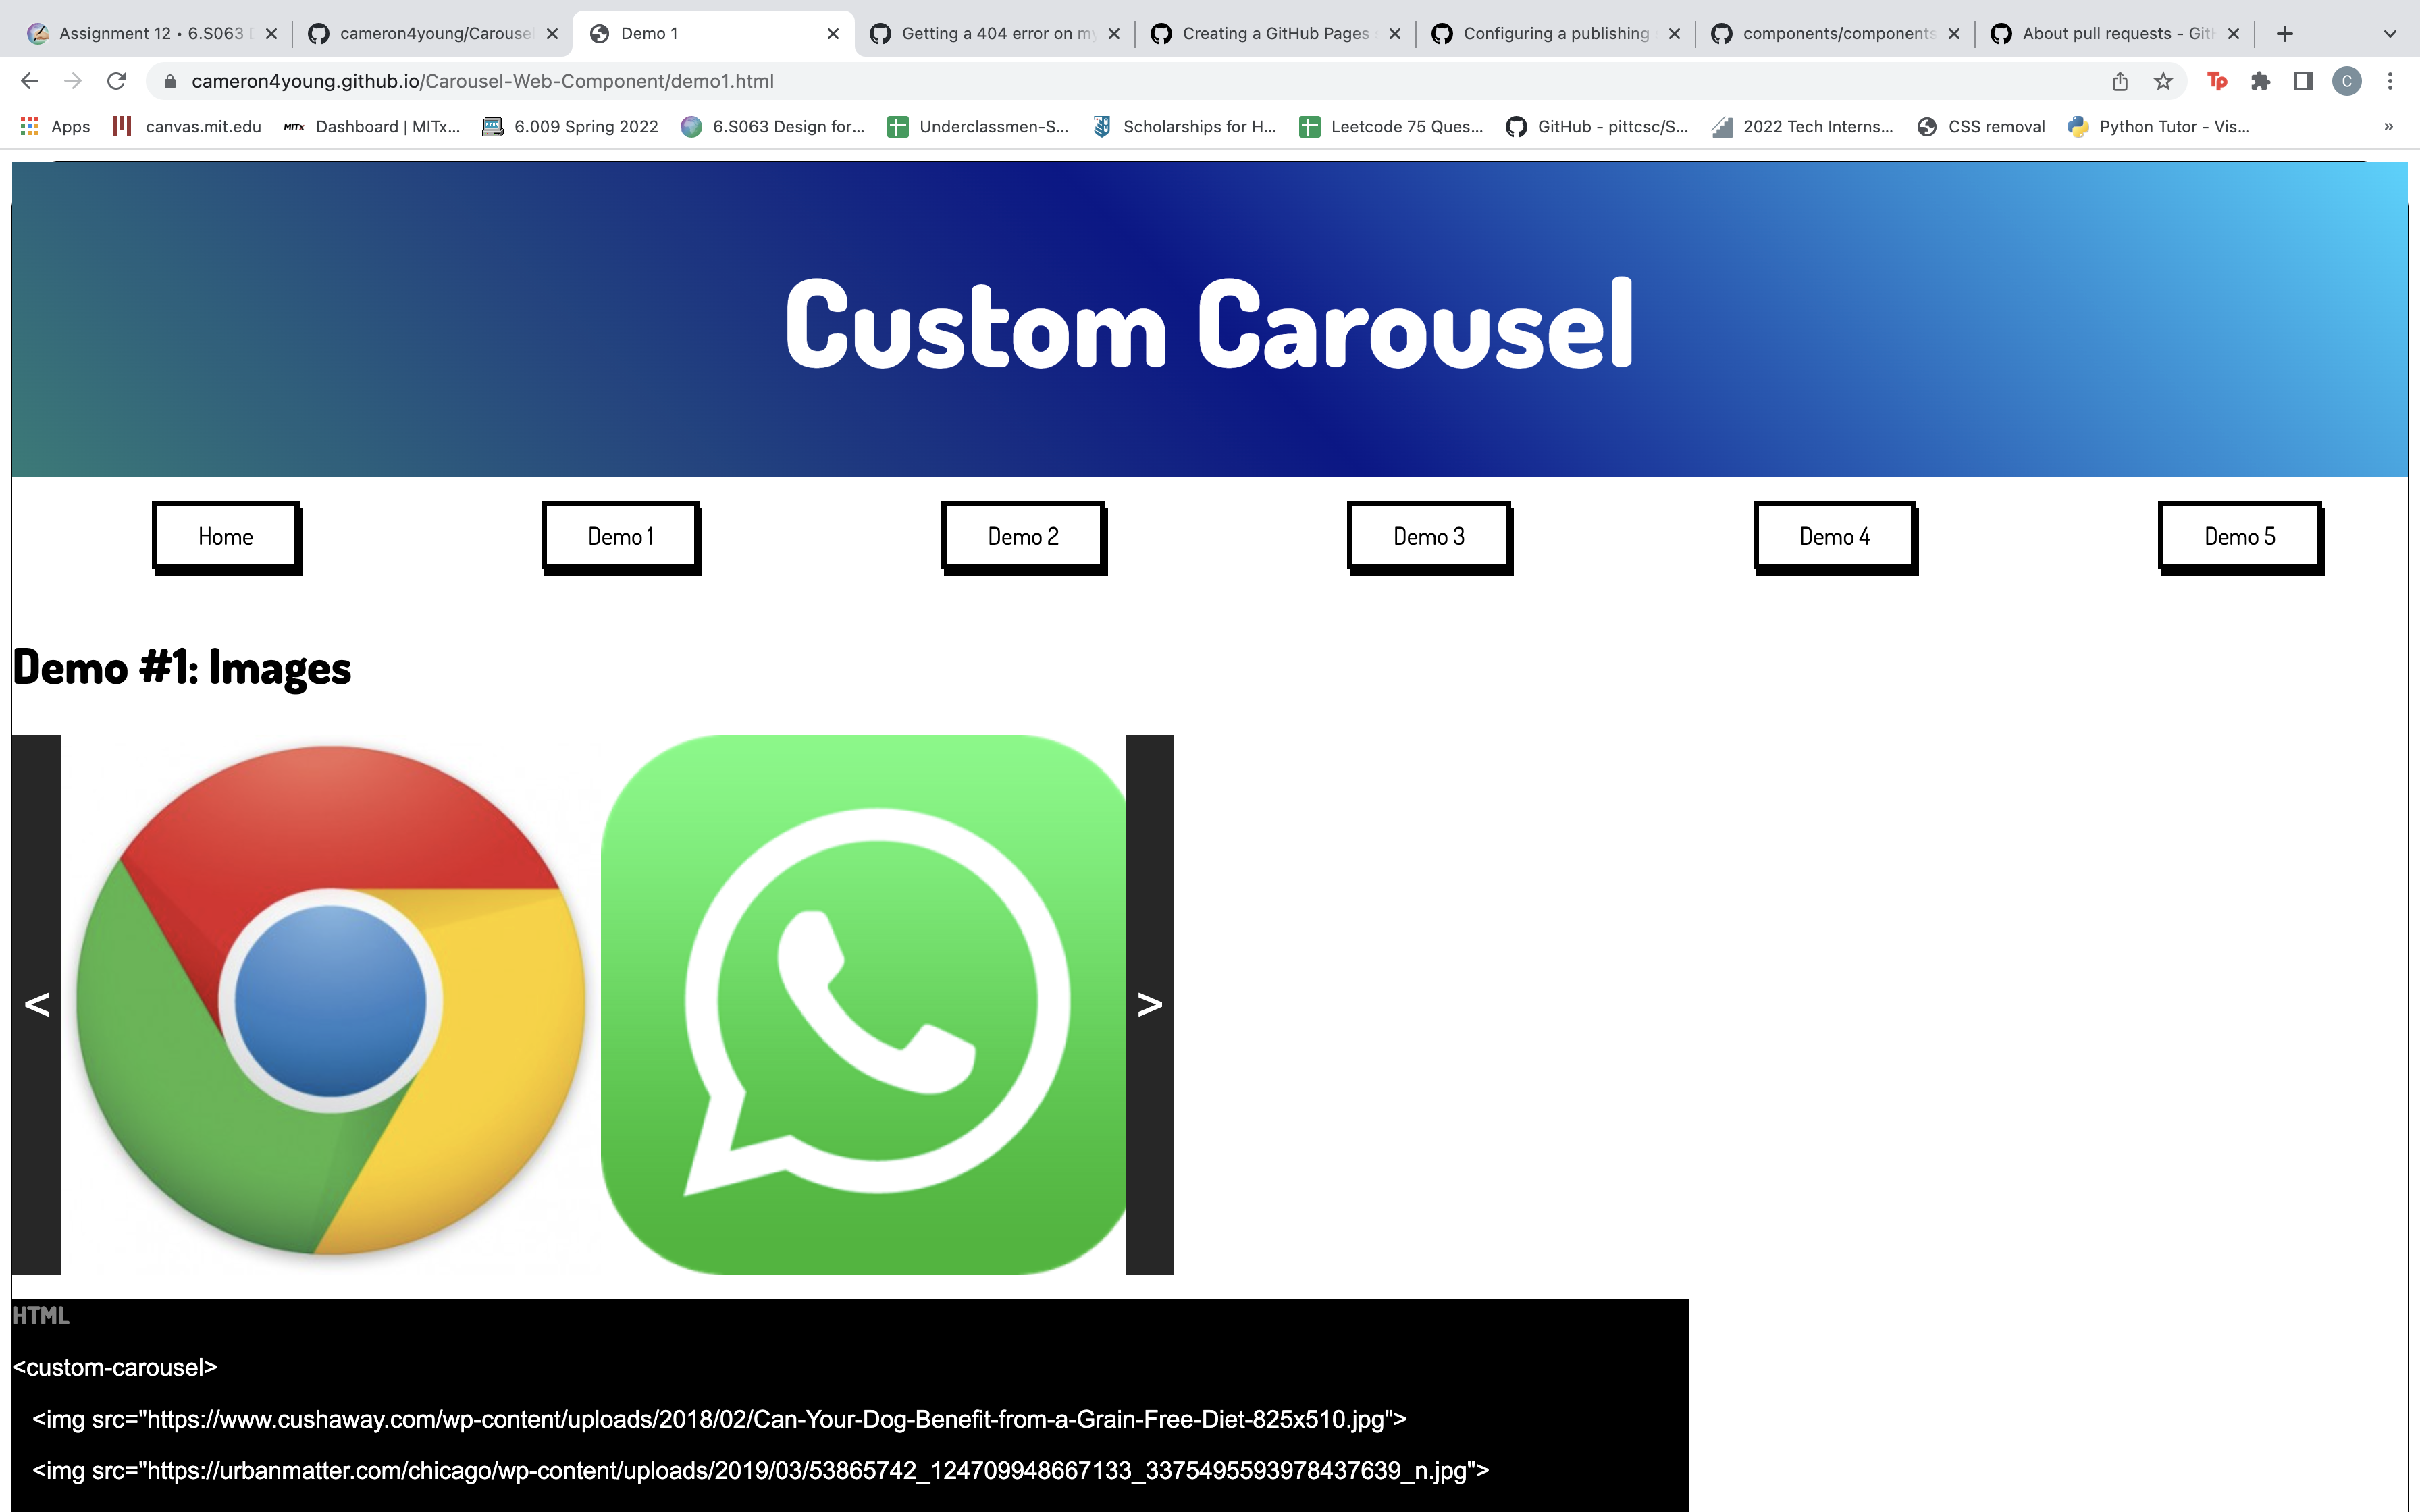 Assignment 12 • 6.S063
cameron4young/Carousel
Demo 1
Getting a 404 error on my
Creating a GitHub Pages
Configuring a publishing
components/components
About pull requests - Git
cameron4young.github.io/Carousel-Web-Component/demo1.html
Tp
C
Apps
canvas.mit.edu
MITx
Dashboard | MITx...
6.009 Spring 2022
6.S063 Design for...
Underclassmen-S...
Scholarships for H...
Leetcode 75 Ques...
GitHub - pittcsc/S...
2022 Tech Interns...
CSS removal
Python Tutor - Vis...
»
Custom Carousel
Home
Demo 1
Demo 2
Demo 3
Demo 4
Demo 5
Demo #1: Images
<
>
HTML
<custom-carousel>
<img src="https://www.cushaway.com/wp-content/uploads/2018/02/Can-Your-Dog-Benefit-from-a-Grain-Free-Diet-825x510.jpg">
<img src="https://urbanmatter.com/chicago/wp-content/uploads/2019/03/53865742_124709948667133_3375495593978437639_n.jpg">